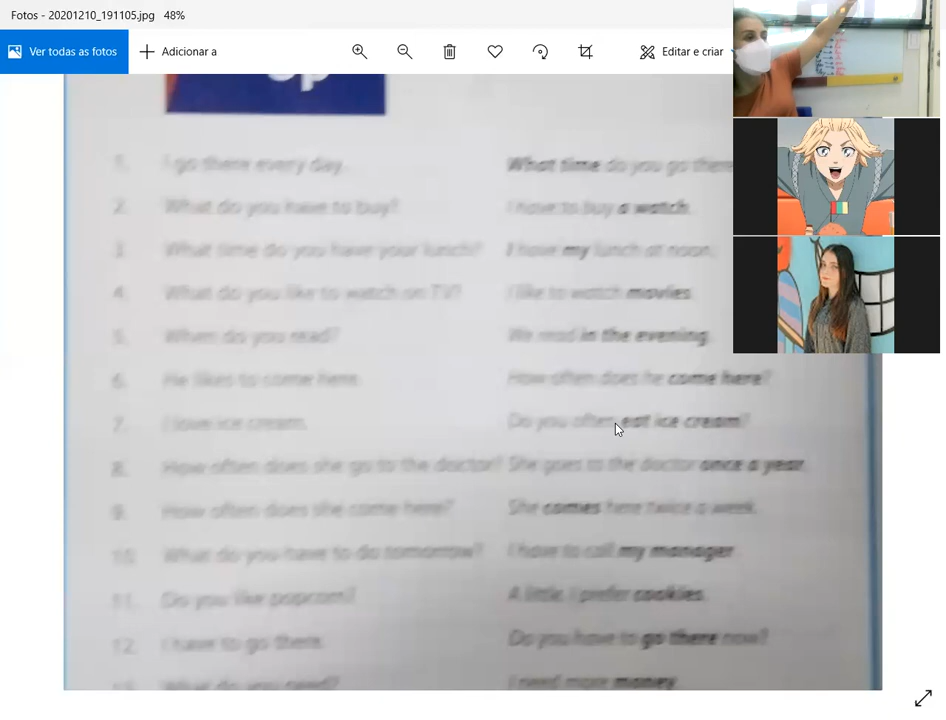 Fotos - 20201210_191105.jpg 48%
Ver todas as fotos
Adicionar a
Editar e criar
up
1. I go there every day. What time do you go there
2. What do you have to buy? I have to buy a watch.
3. What time do you have your lunch? I have my lunch at noon.
4. What do you like to watch on TV? I like to watch movies.
5. When do you read? We read in the evening.
6. He likes to come here. How often does he come here?
7. I love ice cream. Do you often eat ice cream?
8. How often does she go to the doctor? She goes to the doctor once a year.
9. How often does she come here? She comes here twice a week.
10. What do you have to do tomorrow? I have to call my manager.
11. Do you like popcorn? A little. I prefer cookies.
12. I have to go there. Do you have to go there now?
13. What do you need? I need more money.